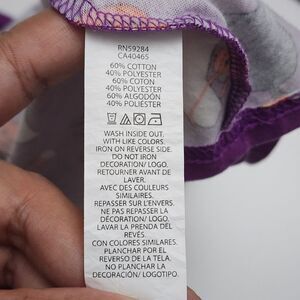 RN59284
CA40465
60% COTTON
40% POLYESTER
60% COTON
40% POLYESTER
60% ALGODÓN
40% POLIÉSTER
WASH INSIDE OUT.
WITH LIKE COLORS.
IRON ON REVERSE SIDE.
DO NOT IRON
DECORATION/ LOGO.
RETOURNER AVANT DE
LAVER.
AVEC DES COULEURS
SIMILAIRES.
REPASSER SUR L'ENVERS.
NE PAS REPASSER LA
DÉCORATION/ LOGO.
LAVAR LA PRENDA DEL
REVÉS.
CON COLORES SIMILARES.
PLANCHAR POR EL
REVERSO DE LA TELA.
NO PLANCHAR LA
DECORACIÓN/ LOGOTIPO.